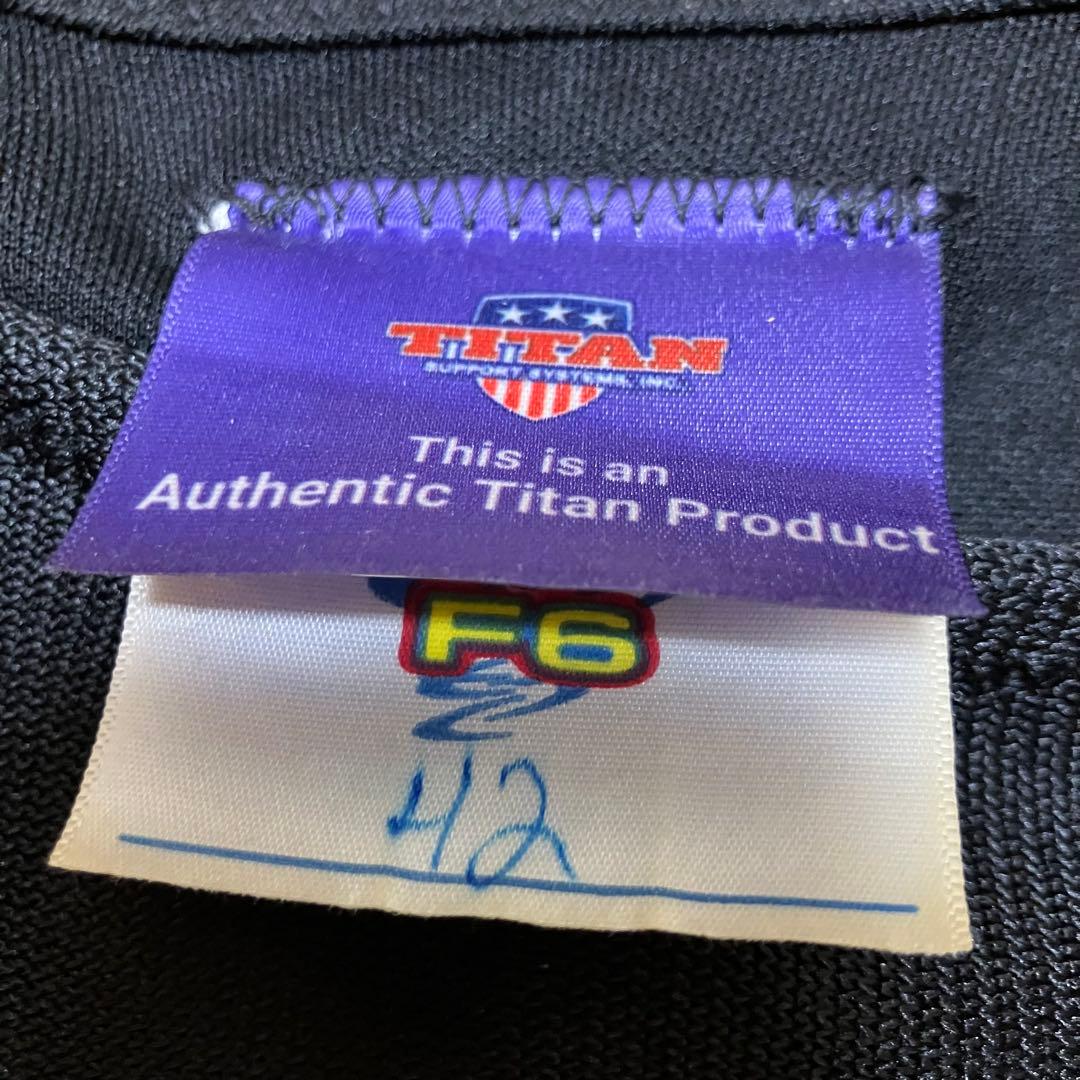 TITAN
SUPPORT SYSTEMS, INC.
This is an
Authentic Titan Product
F6
42